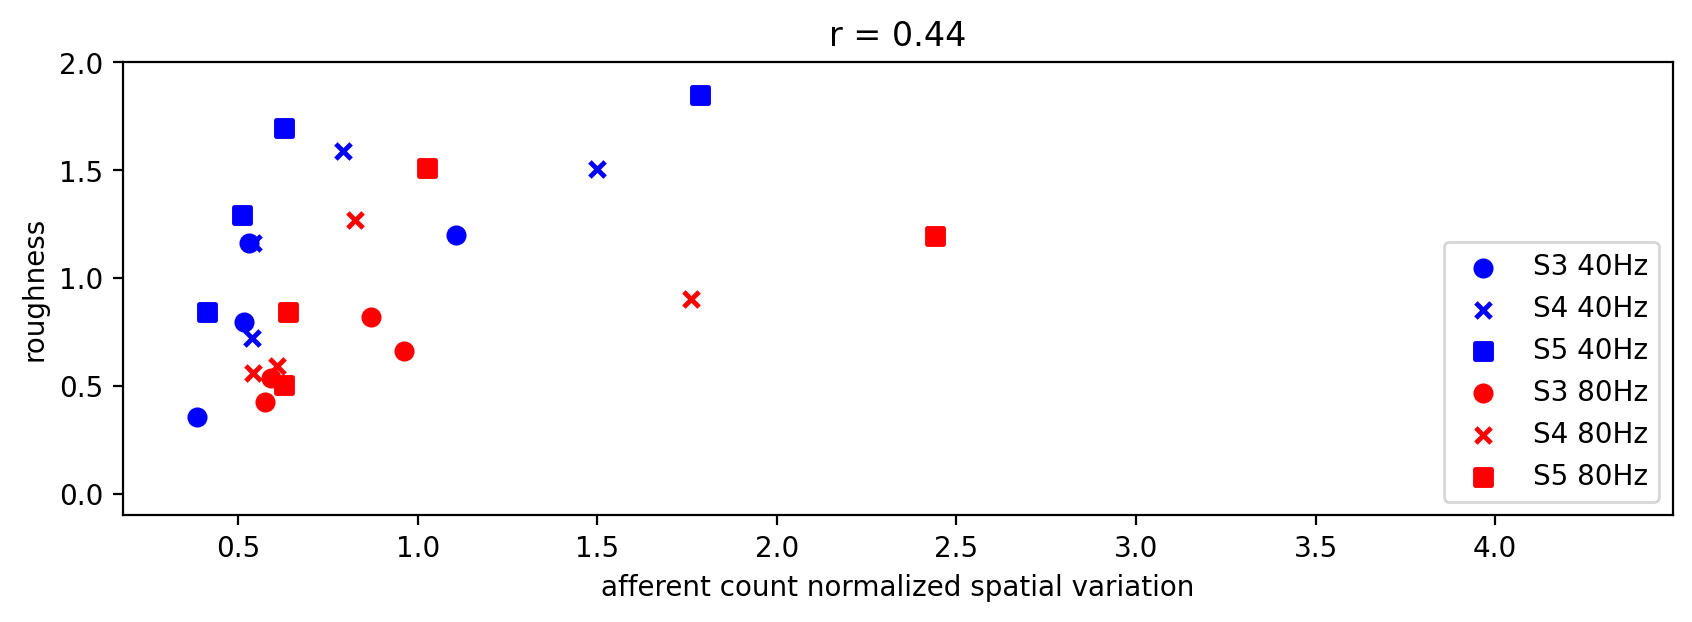 r = 0.44
2.0
1.5
1.0
0.5
0.0
roughness
S3 40Hz
S4 40Hz
S5 40Hz
S3 80Hz
S4 80Hz
S5 80Hz
0.5 1.0 1.5 2.0 2.5 3.0 3.5 4.0
afferent count normalized spatial variation